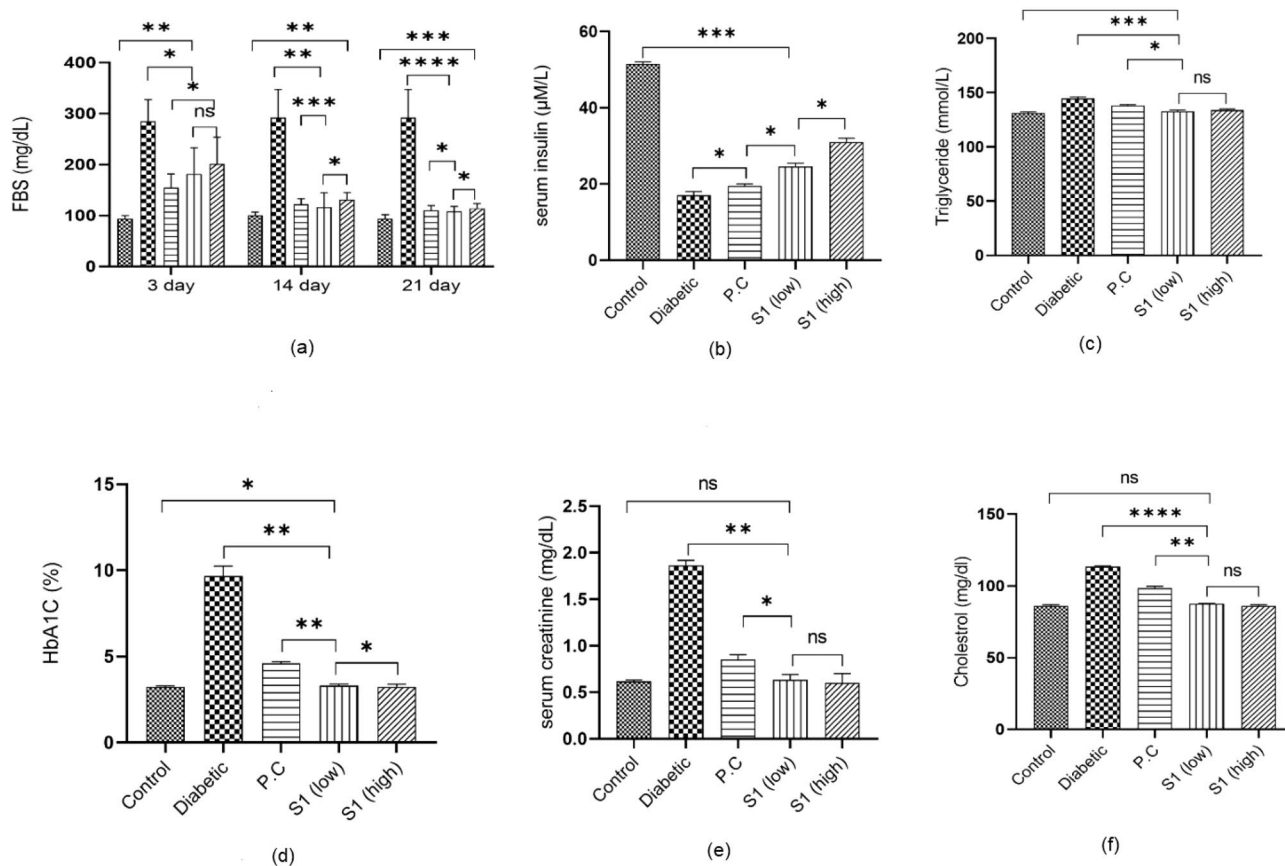 ** ** ***
* ** ****
* *** *
ns * *
FBS (mg/dL)
400
300
200
100
0
3 day 14 day 21 day
(a)
***
*
*
*
serum insulin (µM/L)
60
40
20
0
Control Diabetic P.C S1 (low) S1 (high)
(b)
***
*
ns
Triglyceride (mmol/L)
200
150
100
50
0
Control Diabetic P.C S1 (low) S1 (high)
(c)
*
**
**
*
HbA1C (%)
15
10
5
0
Control Diabetic P.C S1 (low) S1 (high)
(d)
ns
**
*
ns
serum creatinine (mg/dL)
2.5
2.0
1.5
1.0
0.5
0.0
Control Diabetic P.C S1 (low) S1 (high)
(e)
ns
****
**
ns
Cholestrol (mg/dl)
150
100
50
0
Control Diabetic P.C S1 (low) S1 (high)
(f)